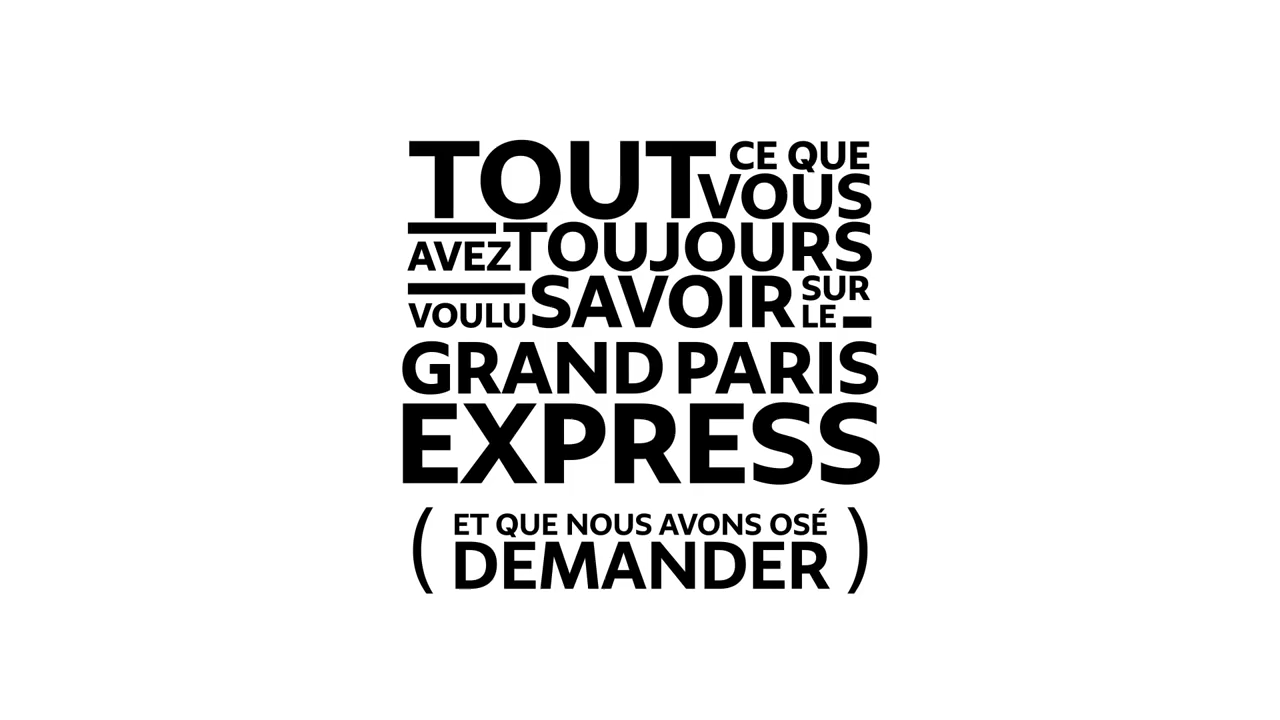 TOUT CE QUE
VOUS
AVEZ TOUJOURS
VOULU SAVOIR SUR
LE
GRAND PARIS
EXPRESS
( ET QUE NOUS AVONS OSÉ
DEMANDER )